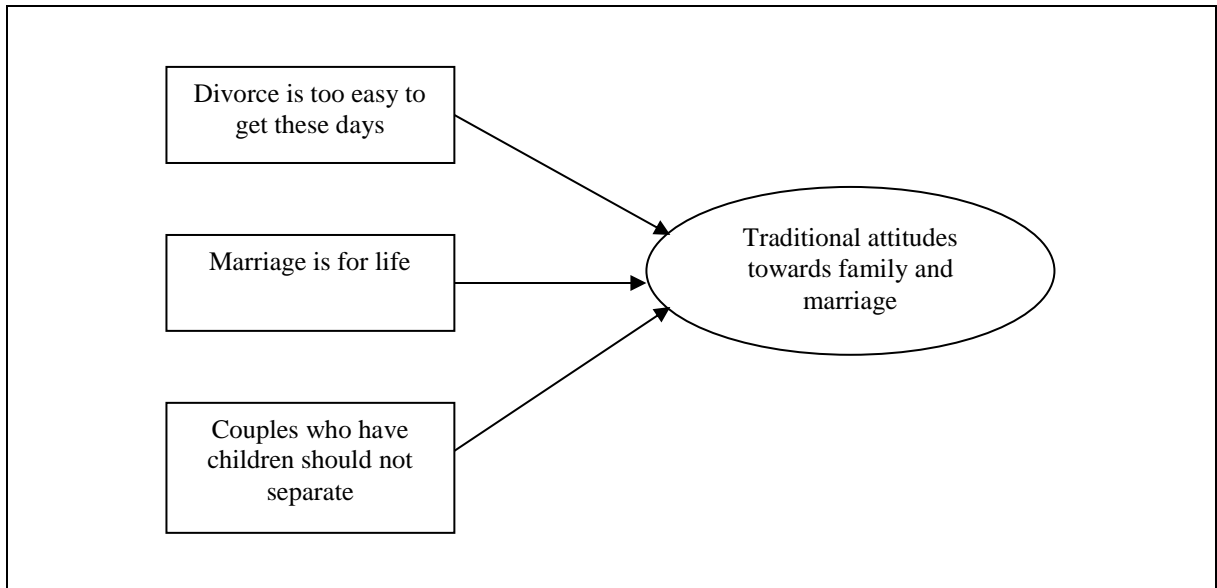 Divorce is too easy to
get these days
Marriage is for life
Couples who have
children should not
separate
Traditional attitudes
towards family and
marriage